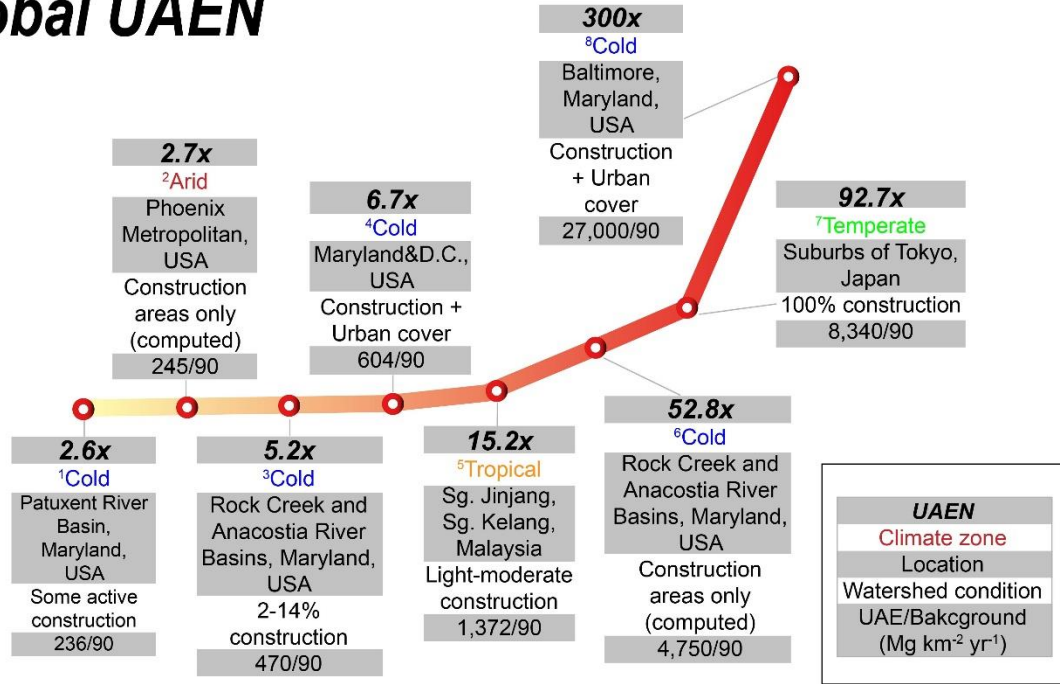 obal UAEN
300x
⁸Cold
Baltimore,
Maryland,
USA
Construction
+ Urban
cover
27,000/90
2.7x
²Arid
Phoenix
Metropolitan,
USA
Construction
areas only
(computed)
245/90
6.7x
⁴Cold
Maryland&D.C.,
USA
Construction +
Urban cover
604/90
92.7x
⁷Temperate
Suburbs of Tokyo,
Japan
100% construction
8,340/90
2.6x
¹Cold
Patuxent River
Basin,
Maryland,
USA
Some active
construction
236/90
5.2x
³Cold
Rock Creek and
Anacostia River
Basins, Maryland,
USA
2-14%
construction
470/90
15.2x
⁵Tropical
Sg. Jinjang,
Sg. Kelang,
Malaysia
Light-moderate
construction
1,372/90
52.8x
⁶Cold
Rock Creek and
Anacostia River
Basins, Maryland,
USA
Construction
areas only
(computed)
4,750/90
UAEN
Climate zone
Location
Watershed condition
UAE/Bakcground
(Mg km⁻² yr⁻¹)